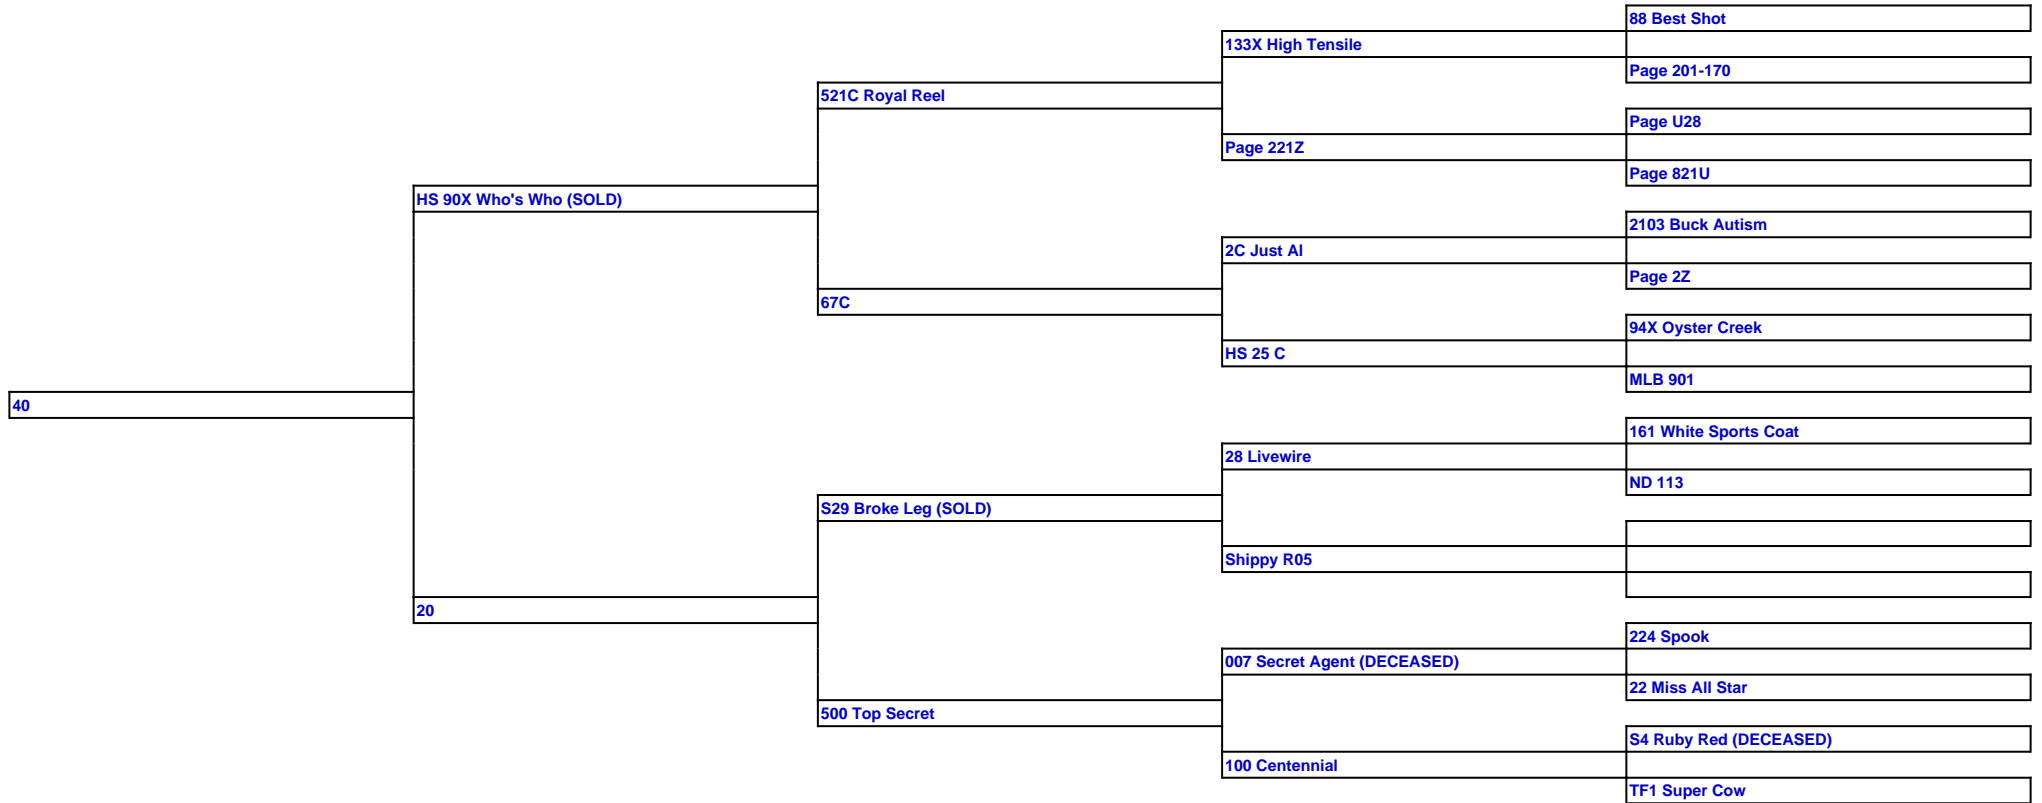 88 Best Shot
133X High Tensile
Page 201-170
521C Royal Reel
Page U28
Page 221Z
Page 821U
HS 90X Who's Who (SOLD)
2103 Buck Autism
2C Just AI
Page 2Z
67C
94X Oyster Creek
HS 25 C
MLB 901
40
161 White Sports Coat
28 Livewire
ND 113
S29 Broke Leg (SOLD)
Shippy R05
20
224 Spook
007 Secret Agent (DECEASED)
22 Miss All Star
500 Top Secret
S4 Ruby Red (DECEASED)
100 Centennial
TF1 Super Cow